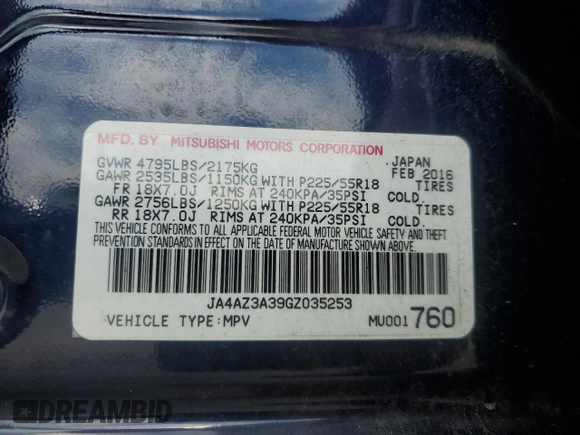 MFD. BY MITSUBISHI MOTORS CORPORATION
GVWR 4795LBS/2175KG JAPAN
GAWR 2535LBS/1150KG WITH P225/55R18 FEB 2016 TIRES
FR 18X7.0J RIMS AT 240KPA/35PSI COLD.
GAWR 2756LBS/1250KG WITH P225/55R18 TIRES
RR 18X7.0J RIMS AT 240KPA/35PSI COLD.
THIS VEHICLE CONFORMS TO ALL APPLICABLE FEDERAL MOTOR VEHICLE SAFETY AND THEFT
PREVENTION STANDARDS IN EFFECT ON THE DATE OF MANUFACTURE SHOWN ABOVE.
JA4AZ3A39GZ035253
VEHICLE TYPE:MPV MU001 760
DREAMBID